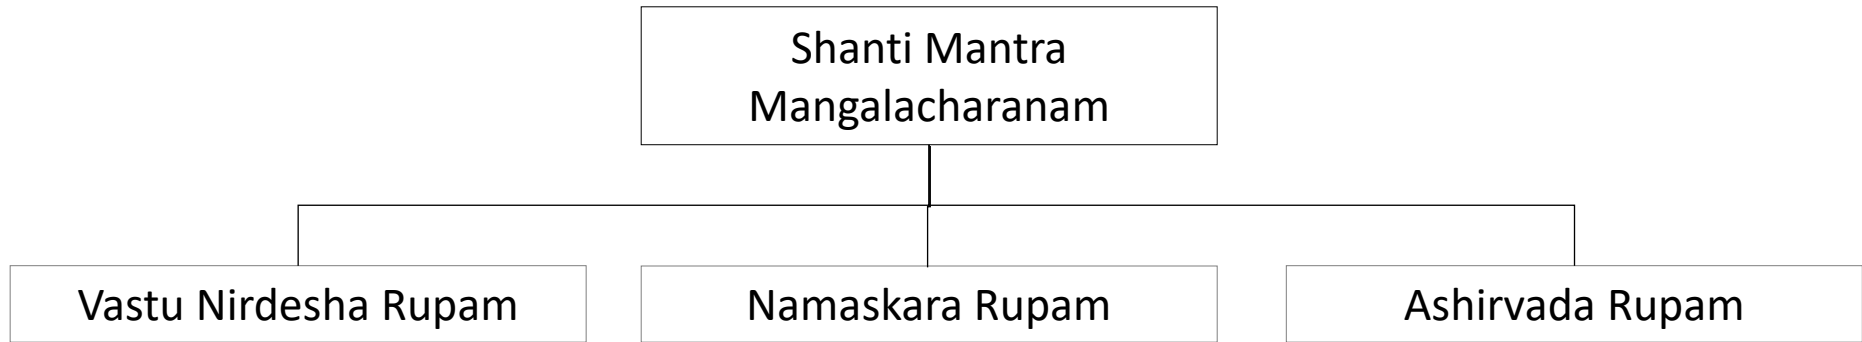 Shanti Mantra
Mangalacharanam
Vastu Nirdesha Rupam
Namaskara Rupam
Ashirvada Rupam